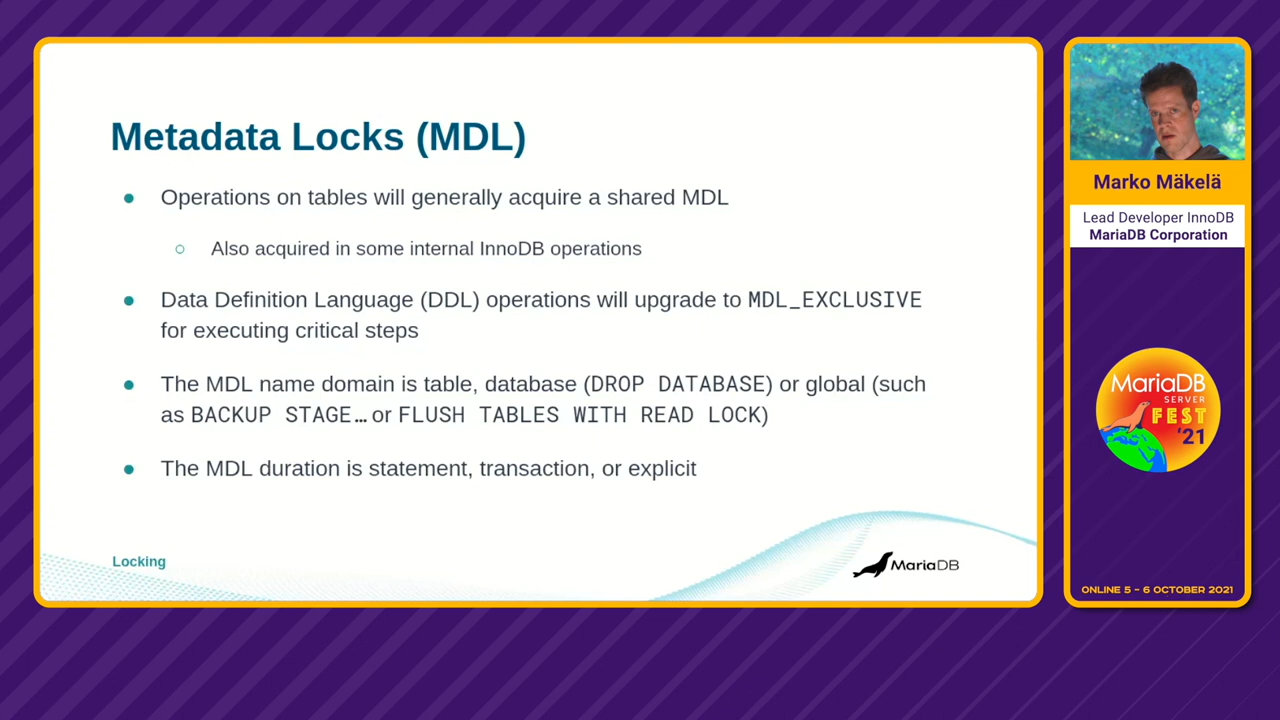 Metadata Locks (MDL)
● Operations on tables will generally acquire a shared MDL
○ Also acquired in some internal InnoDB operations
● Data Definition Language (DDL) operations will upgrade to MDL_EXCLUSIVE
for executing critical steps
● The MDL name domain is table, database (DROP DATABASE) or global (such
as BACKUP STAGE… or FLUSH TABLES WITH READ LOCK)
● The MDL duration is statement, transaction, or explicit
Locking
MariaDB
Marko Mäkelä
Lead Developer InnoDB
MariaDB Corporation
MariaDB
SERVER
FEST
'21
ONLINE 5 – 6 OCTOBER 2021